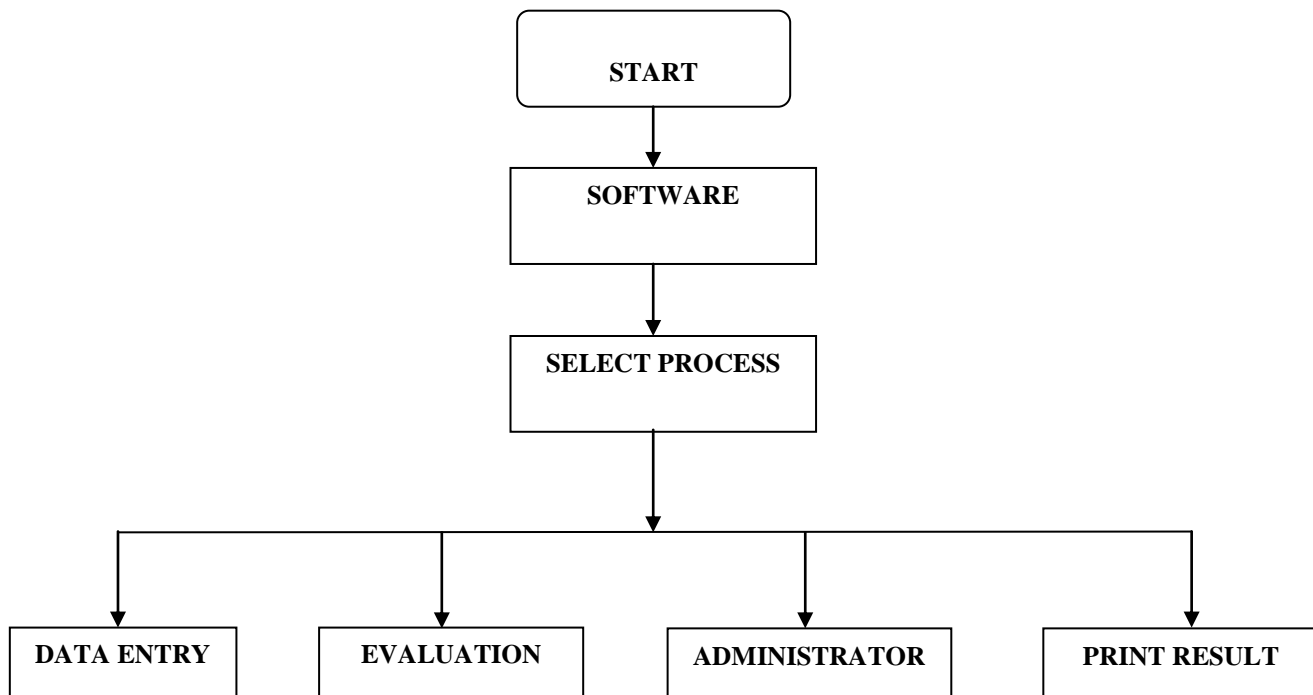 START
SOFTWARE
SELECT PROCESS
DATA ENTRY
EVALUATION
ADMINISTRATOR
PRINT RESULT